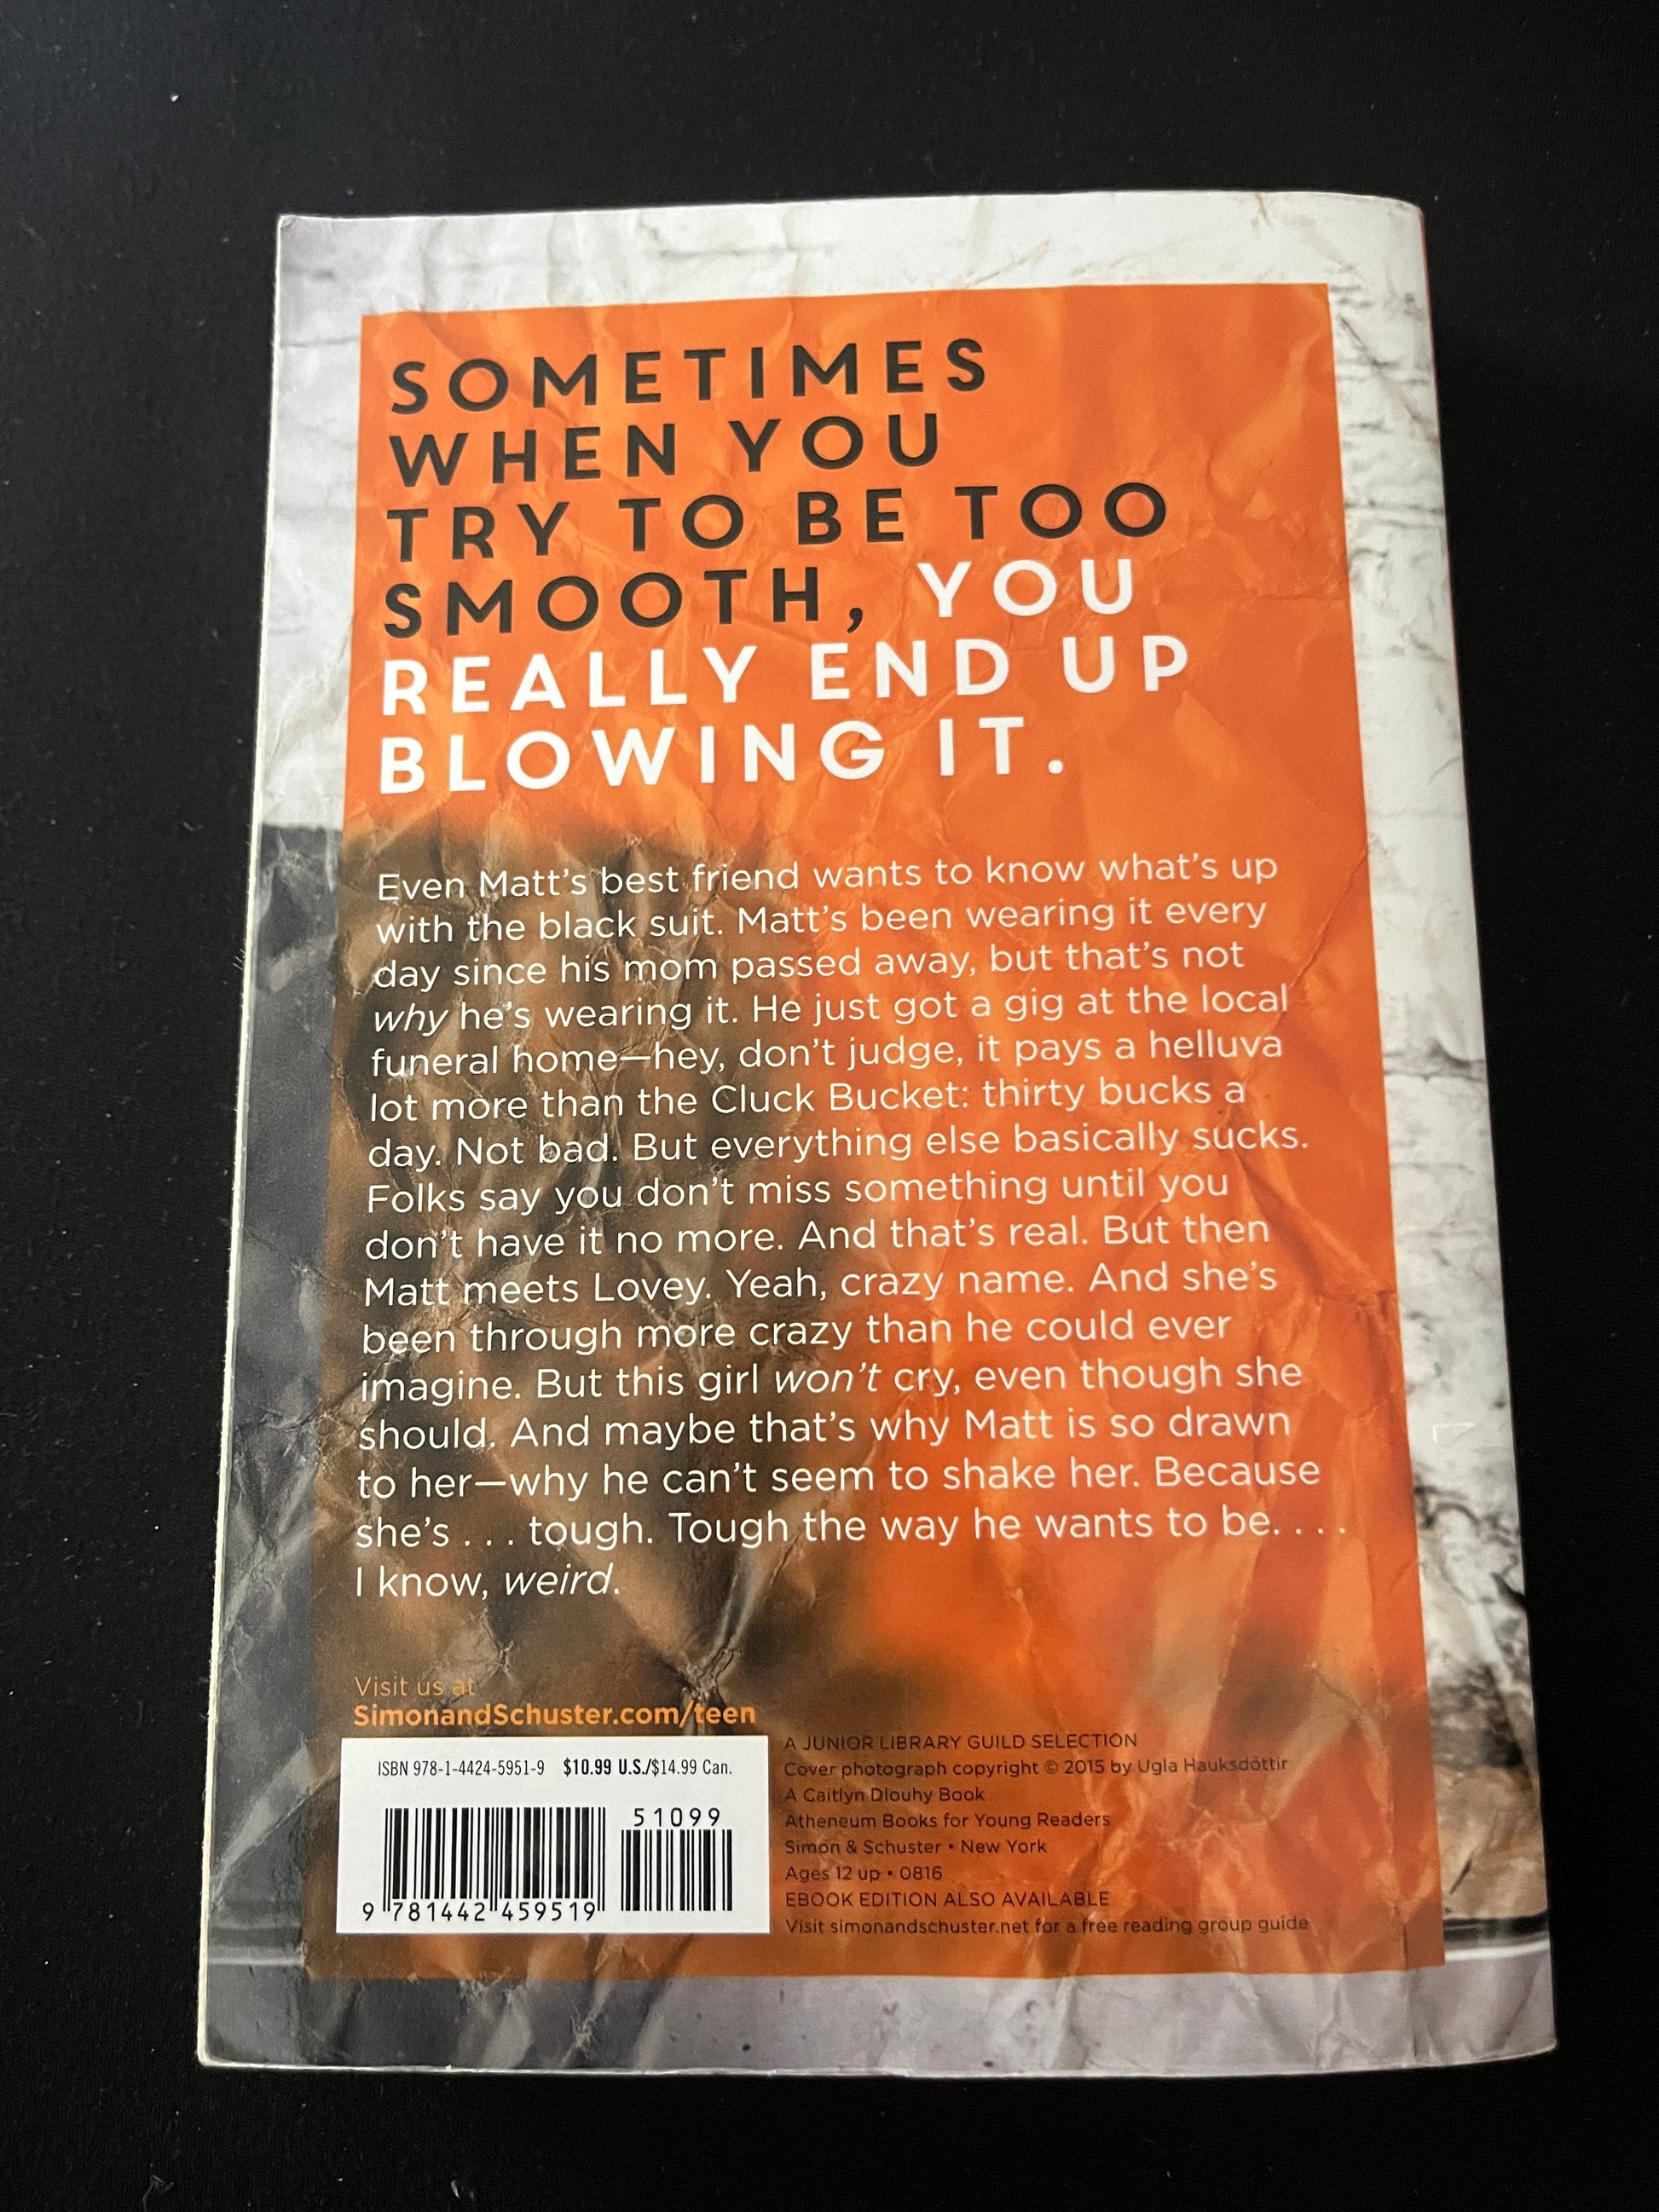 SOMETIMES
WHEN YOU
TRY TO BE TOO
SMOOTH, YOU
REALLY END UP
BLOWING IT.
Even Matt’s best friend wants to know what’s up
with the black suit. Matt’s been wearing it every
day since his mom passed away, but that’s not
why he’s wearing it. He just got a gig at the local
funeral home—hey, don’t judge, it pays a helluva
lot more than the Cluck Bucket: thirty bucks a
day. Not bad. But everything else basically sucks.
Folks say you don’t miss something until you
don’t have it no more. And that’s real. But then
Matt meets Lovey. Yeah, crazy name. And she’s
been through more crazy than he could ever
imagine. But this girl won’t cry, even though she
should. And maybe that’s why Matt is so drawn
to her—why he can’t seem to shake her. Because
she’s . . . tough. Tough the way he wants to be. . . .
I know, weird.
Visit us at
SimonandSchuster.com/teen
ISBN 978-1-4424-5951-9 $10.99 U.S./$14.99 Can.
51099
9 781442 459519
A JUNIOR LIBRARY GUILD SELECTION
Cover photograph copyright © 2015 by Ugla Hauksdóttir
A Caitlyn Dlouhy Book
Atheneum Books for Young Readers
Simon & Schuster • New York
Ages 12 up • 0816
EBOOK EDITION ALSO AVAILABLE
Visit simonandschuster.net for a free reading group guide